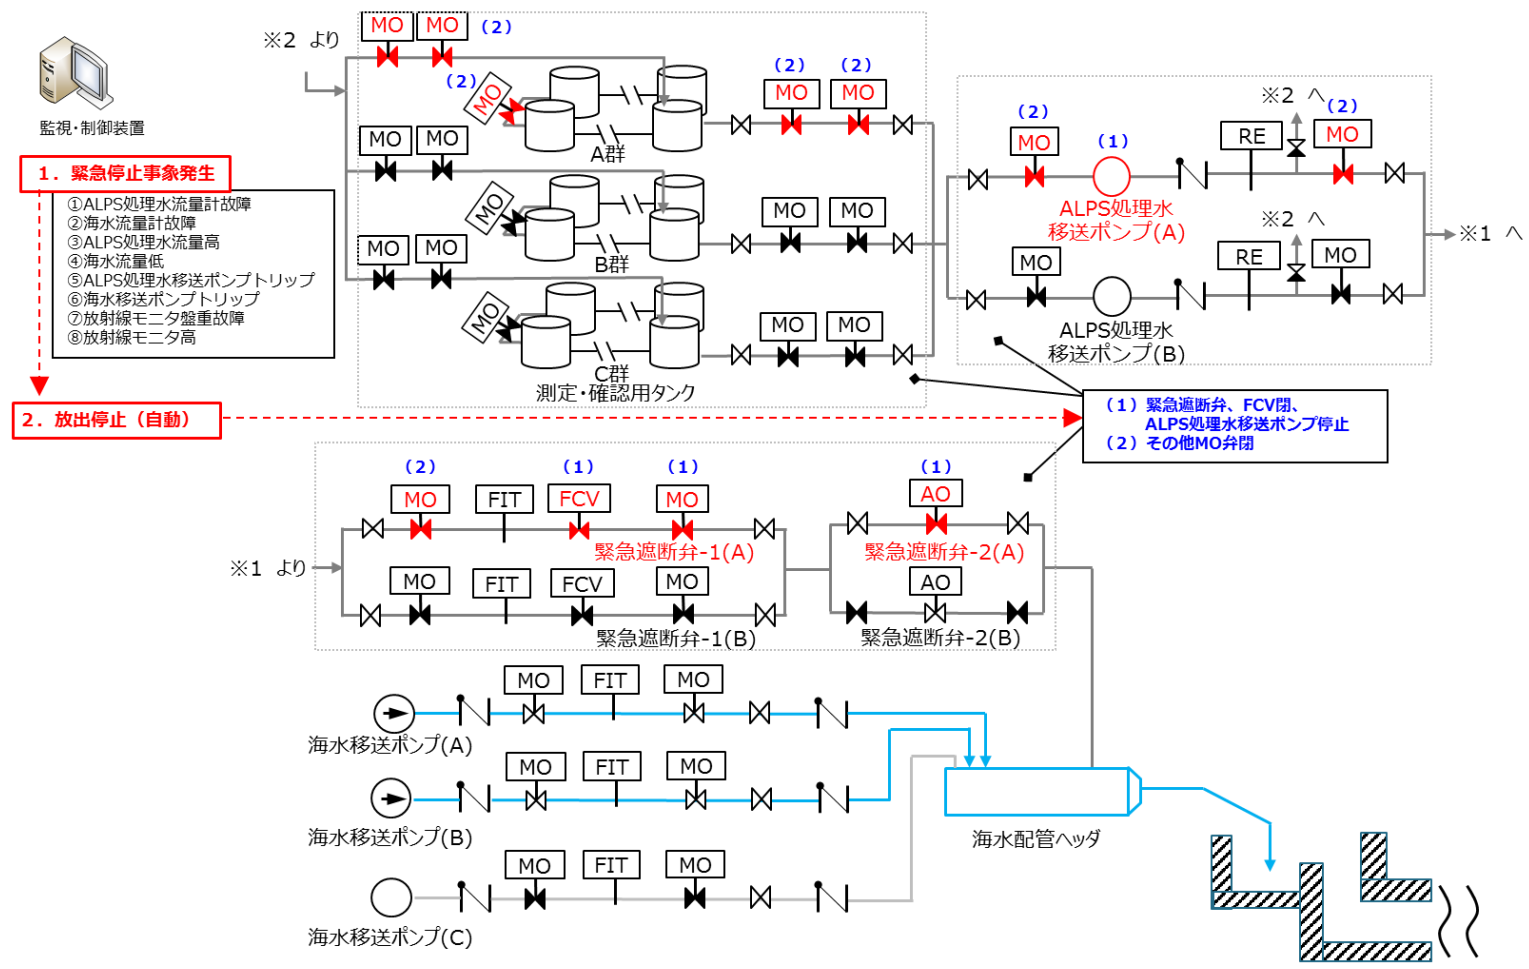 監視・制御装置
1．緊急停止事象発生
①ALPS処理水流量計故障
②海水流量計故障
③ALPS処理水流量高
④海水流量低
⑤ALPS処理水移送ポンプトリップ
⑥海水移送ポンプトリップ
⑦放射線モニタ盤重故障
⑧放射線モニタ高
2．放出停止（自動）
※2 より
MO
MO
（2）
（2）
MO
A群
（2）
（2）
MO
MO
MO
MO
MO
B群
MO
MO
MO
MO
MO
C群
MO
MO
測定・確認用タンク
（2）
MO
（1）
ALPS処理水
移送ポンプ(A)
RE
※2 へ
（2）
MO
MO
ALPS処理水
移送ポンプ(B)
RE
※2 へ
MO
※1 へ
（1）緊急遮断弁、FCV閉、
ALPS処理水移送ポンプ停止
（2）その他MO弁閉
※1 より
（2）
（1）
（1）
（1）
MO
FIT
FCV
MO
AO
緊急遮断弁-1(A)
緊急遮断弁-2(A)
MO
FIT
FCV
MO
AO
緊急遮断弁-1(B)
緊急遮断弁-2(B)
MO
FIT
MO
海水移送ポンプ(A)
MO
FIT
MO
海水移送ポンプ(B)
MO
FIT
MO
海水移送ポンプ(C)
海水配管ヘッダ